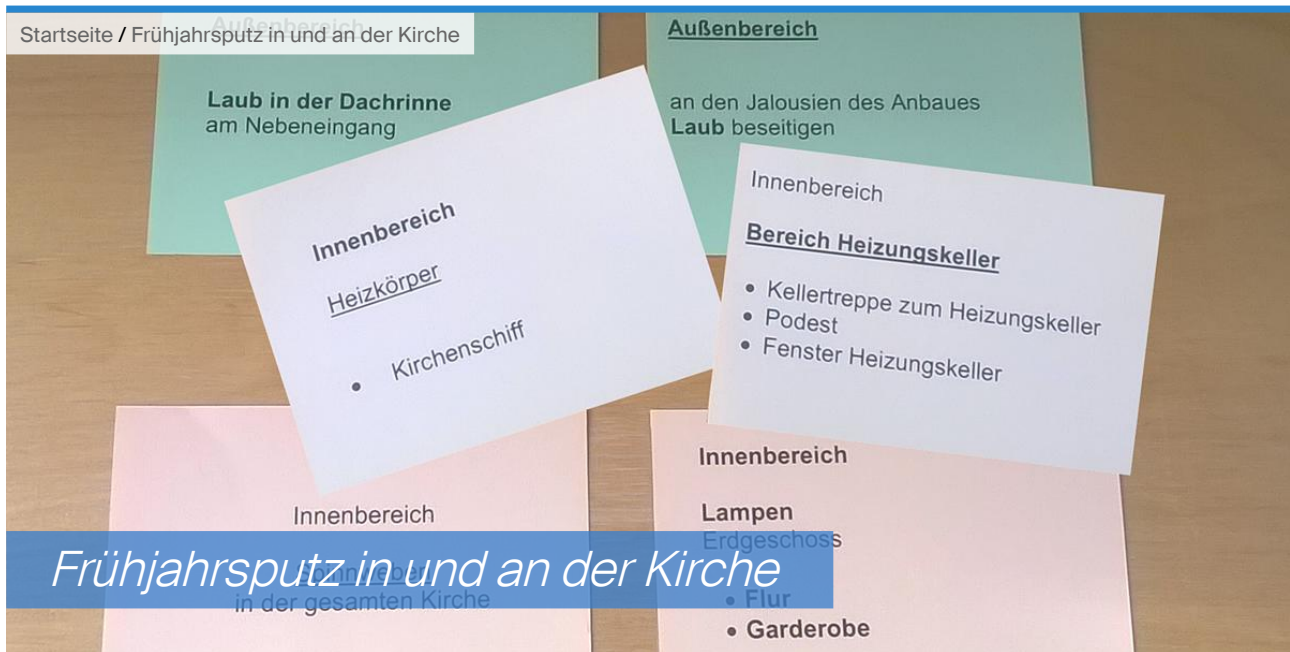 Startseite / Frühjahrsputz in und an der Kirche
Außenbereich
Laub in der Dachrinne
am Nebeneingang
Außenbereich
an den Jalousien des Anbaues
Laub beseitigen
Innenbereich
Heizkörper
• Kirchenschiff
Innenbereich
Bereich Heizungskeller
• Kellertreppe zum Heizungskeller
• Podest
• Fenster Heizungskeller
Innenbereich
Spinnweben
in der gesamten Kirche
Innenbereich
Lampen
Erdgeschoss
• Flur
• Garderobe
Frühjahrsputz in und an der Kirche